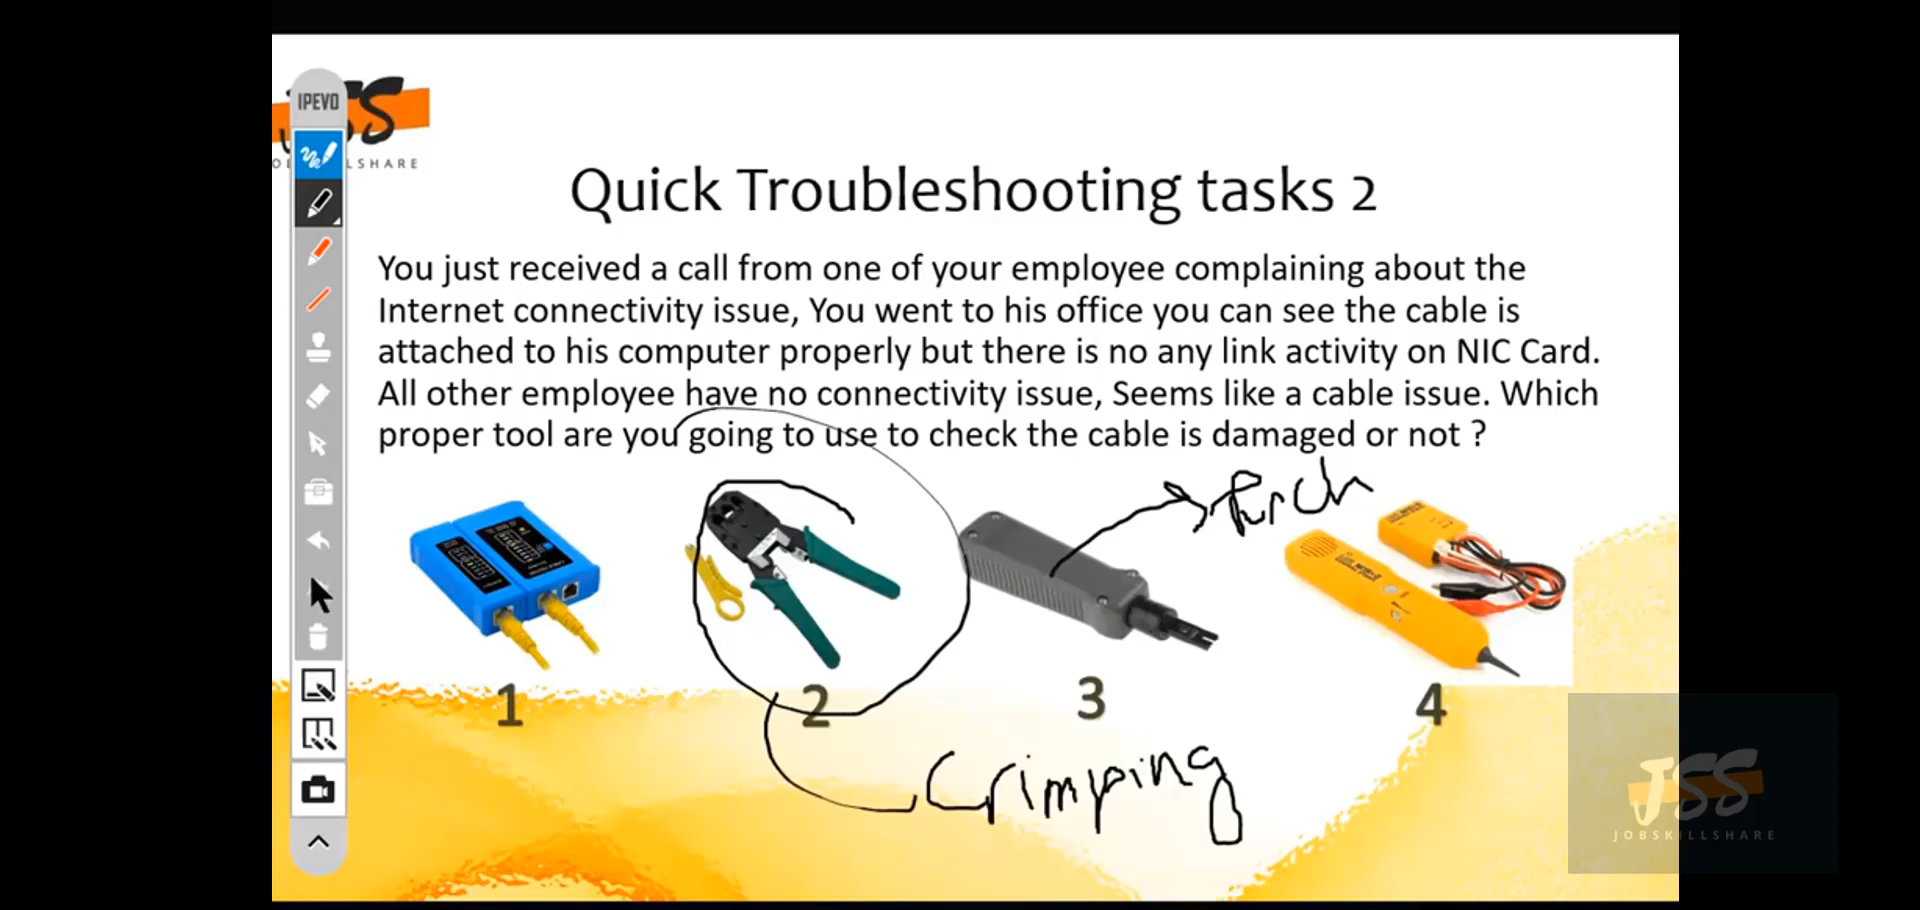 IPEVO
JSS
LSHARE
Quick Troubleshooting tasks 2
You just received a call from one of your employee complaining about the
Internet connectivity issue, You went to his office you can see the cable is
attached to his computer properly but there is no any link activity on NIC Card.
All other employee have no connectivity issue, Seems like a cable issue. Which
proper tool are you going to use to check the cable is damaged or not ?
1
2
3
4
Crimping
JSS
JOBSKILLSHARE